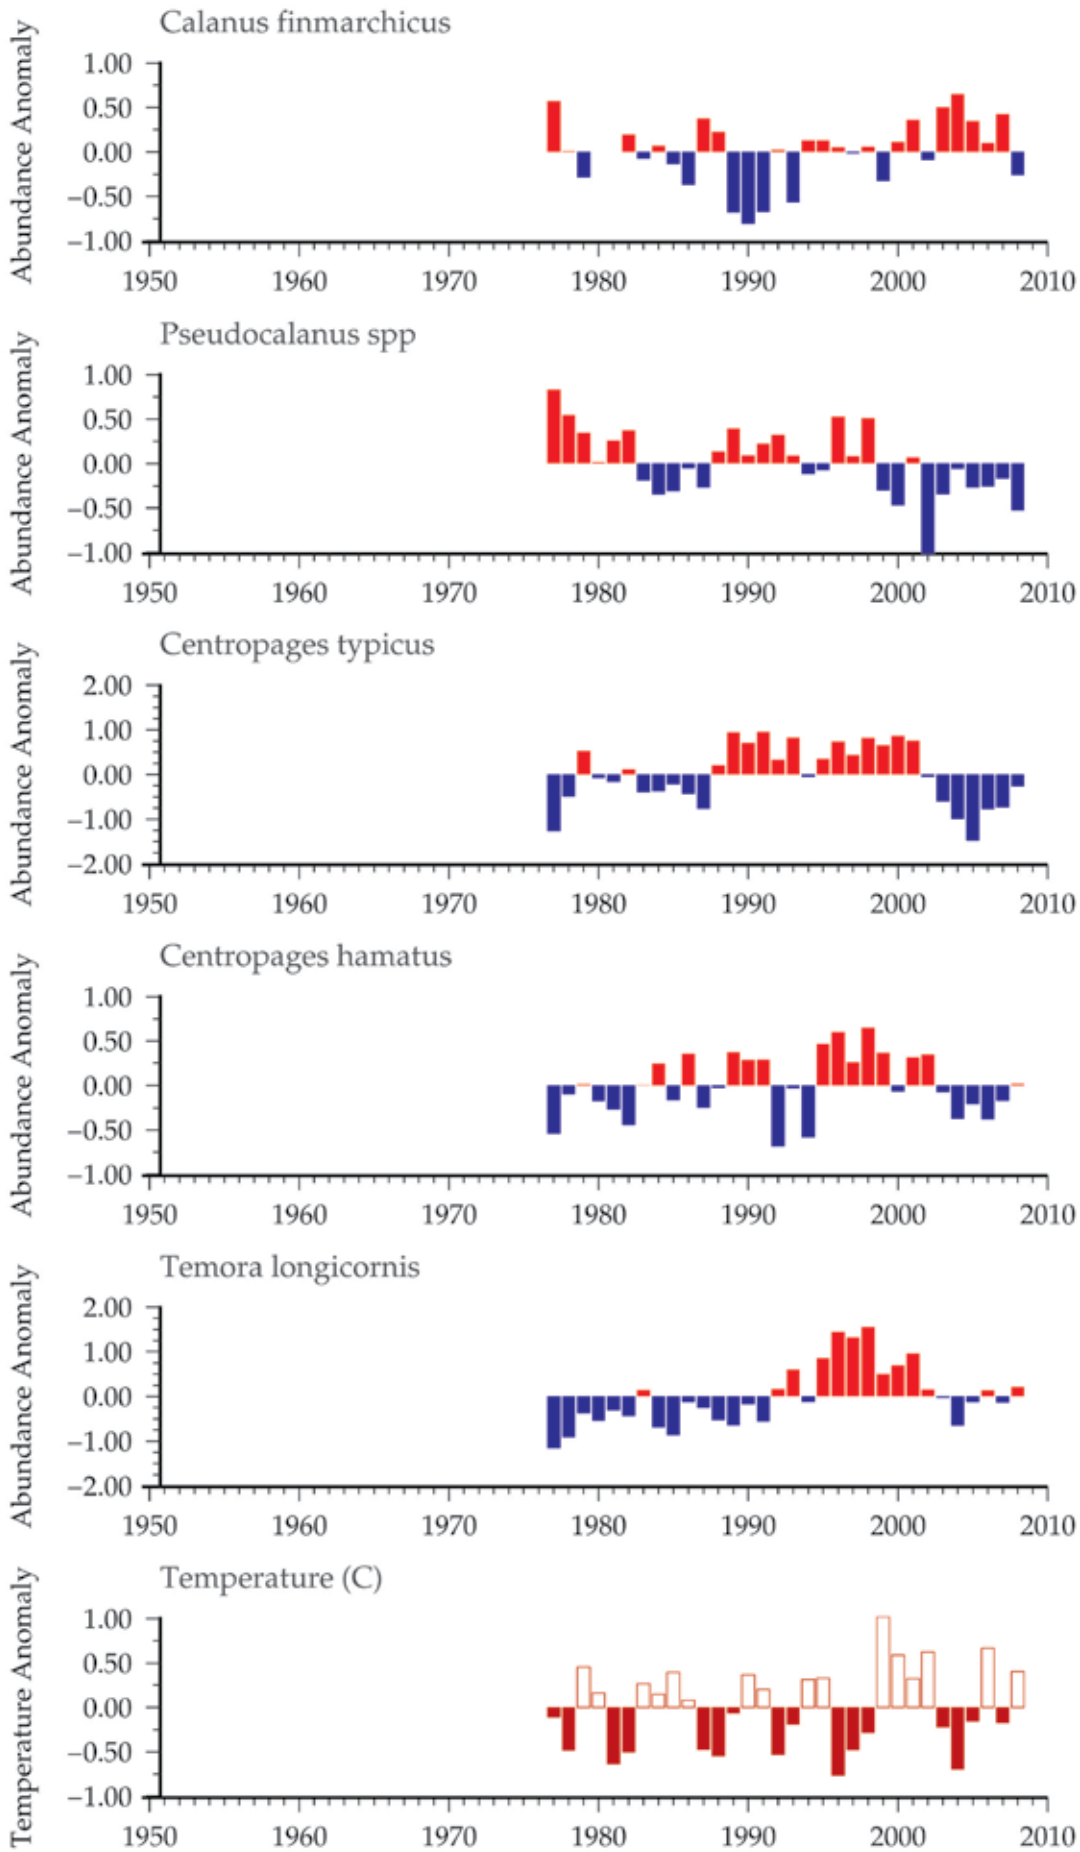 Calanus finmarchicus
Abundance Anomaly
1.00
0.50
0.00
−0.50
−1.00
1950 1960 1970 1980 1990 2000 2010
Pseudocalanus spp
Abundance Anomaly
1.00
0.50
0.00
−0.50
−1.00
1950 1960 1970 1980 1990 2000 2010
Centropages typicus
Abundance Anomaly
2.00
1.00
0.00
−1.00
−2.00
1950 1960 1970 1980 1990 2000 2010
Centropages hamatus
Abundance Anomaly
1.00
0.50
0.00
−0.50
−1.00
1950 1960 1970 1980 1990 2000 2010
Temora longicornis
Abundance Anomaly
2.00
1.00
0.00
−1.00
−2.00
1950 1960 1970 1980 1990 2000 2010
Temperature (C)
Temperature Anomaly
1.00
0.50
0.00
−0.50
−1.00
1950 1960 1970 1980 1990 2000 2010